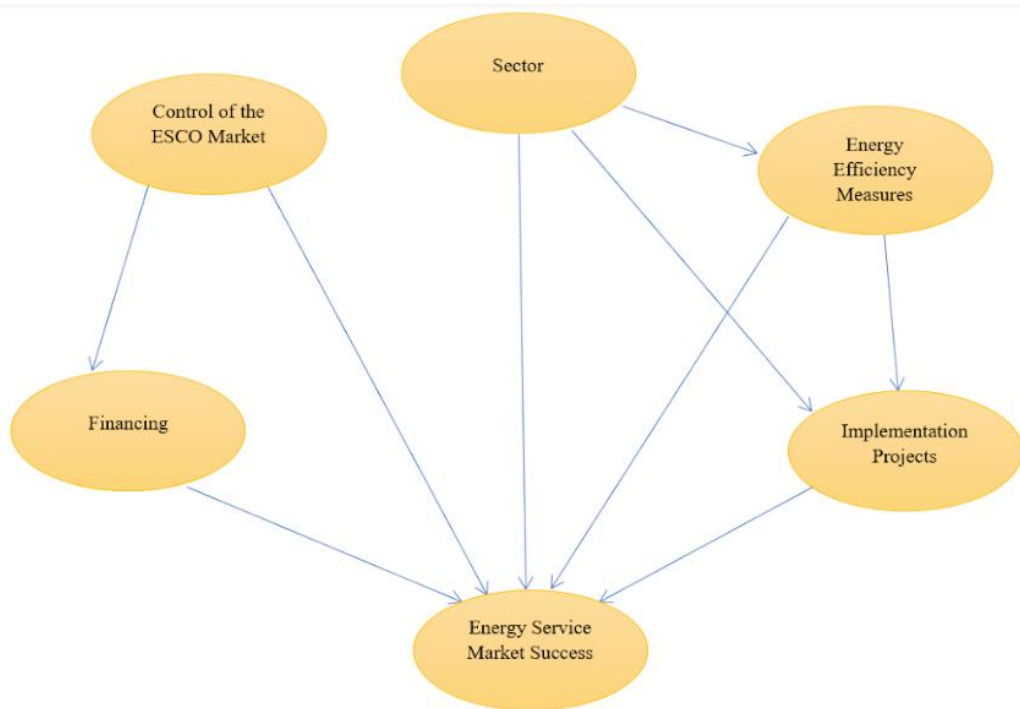 Sector
Control of the
ESCO Market
Energy
Efficiency
Measures
Financing
Implementation
Projects
Energy Service
Market Success